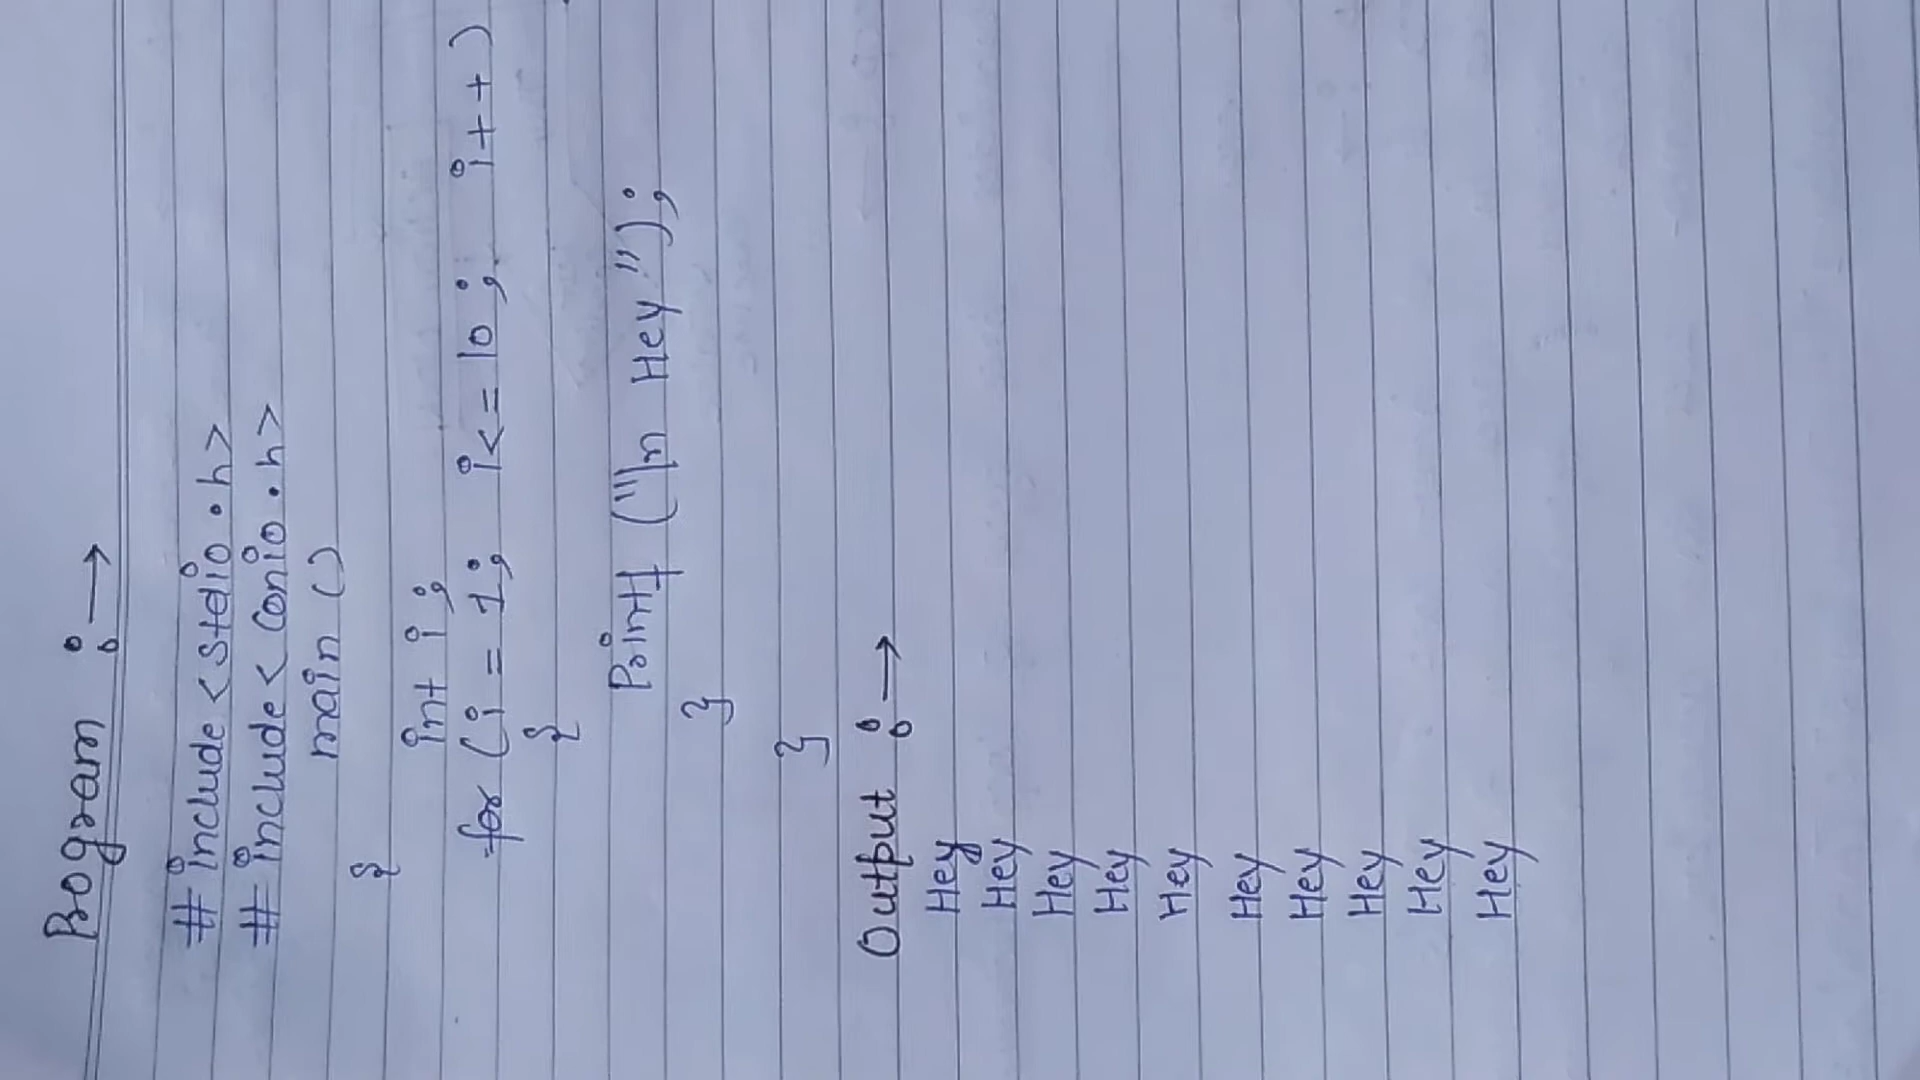 Program :→
# include <stdio.h>
# include < conio.h>
main ()
{
int i ;
for (i = 1; i<= 10 ; i++ )
{
Printf ("\n Hey ");
}
}
Output :→
Hey
Hey
Hey
Hey
Hey
Hey
Hey
Hey
Hey
Hey